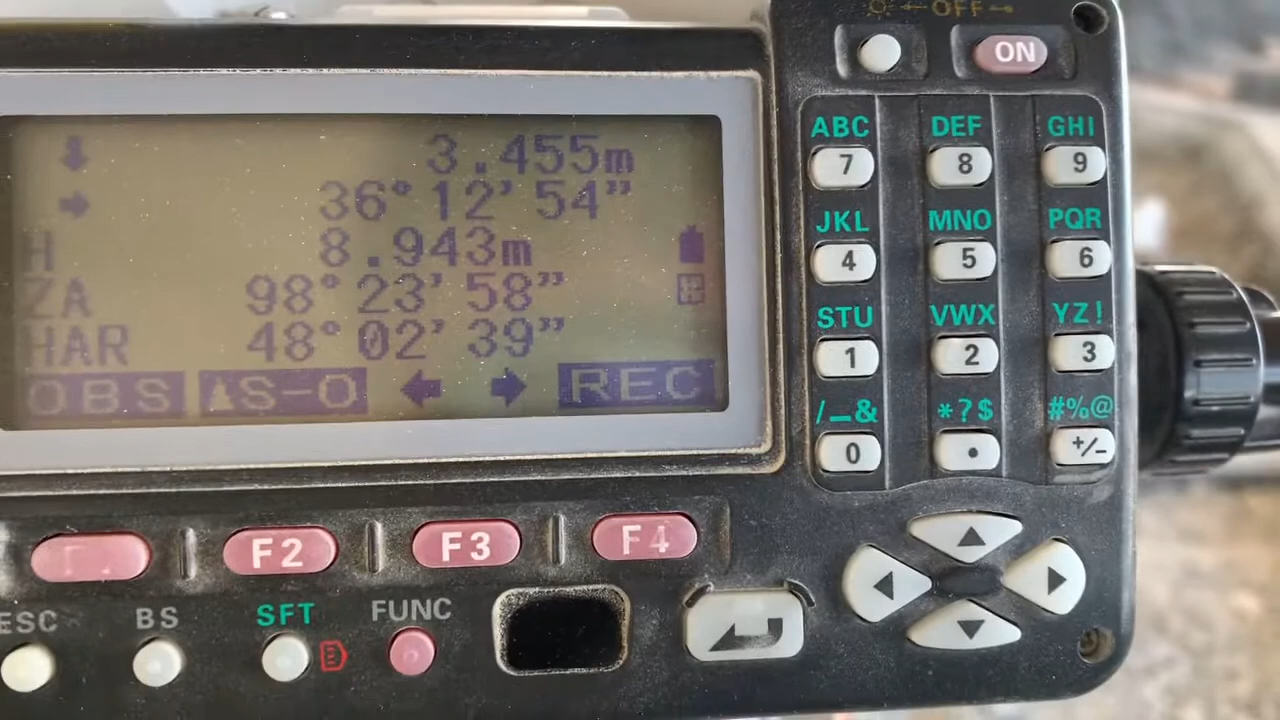 OFF
ON
↓ 3.455m
→ 36°12'54"
H 8.943m
ZA 98°23'58"
HAR 48°02'39"
OBS ▲S-O ← → REC
ABC DEF GHI
7 8 9
JKL MNO PQR
4 5 6
STU VWX YZ!
1 2 3
/_& *?$ #%@
0 . +/-
F2 F3 F4
ESC BS SFT FUNC